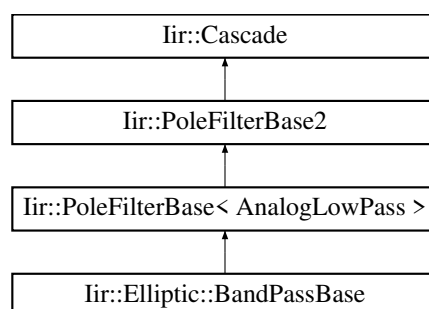 Iir::Cascade
Iir::PoleFilterBase2
Iir::PoleFilterBase< AnalogLowPass >
Iir::Elliptic::BandPassBase